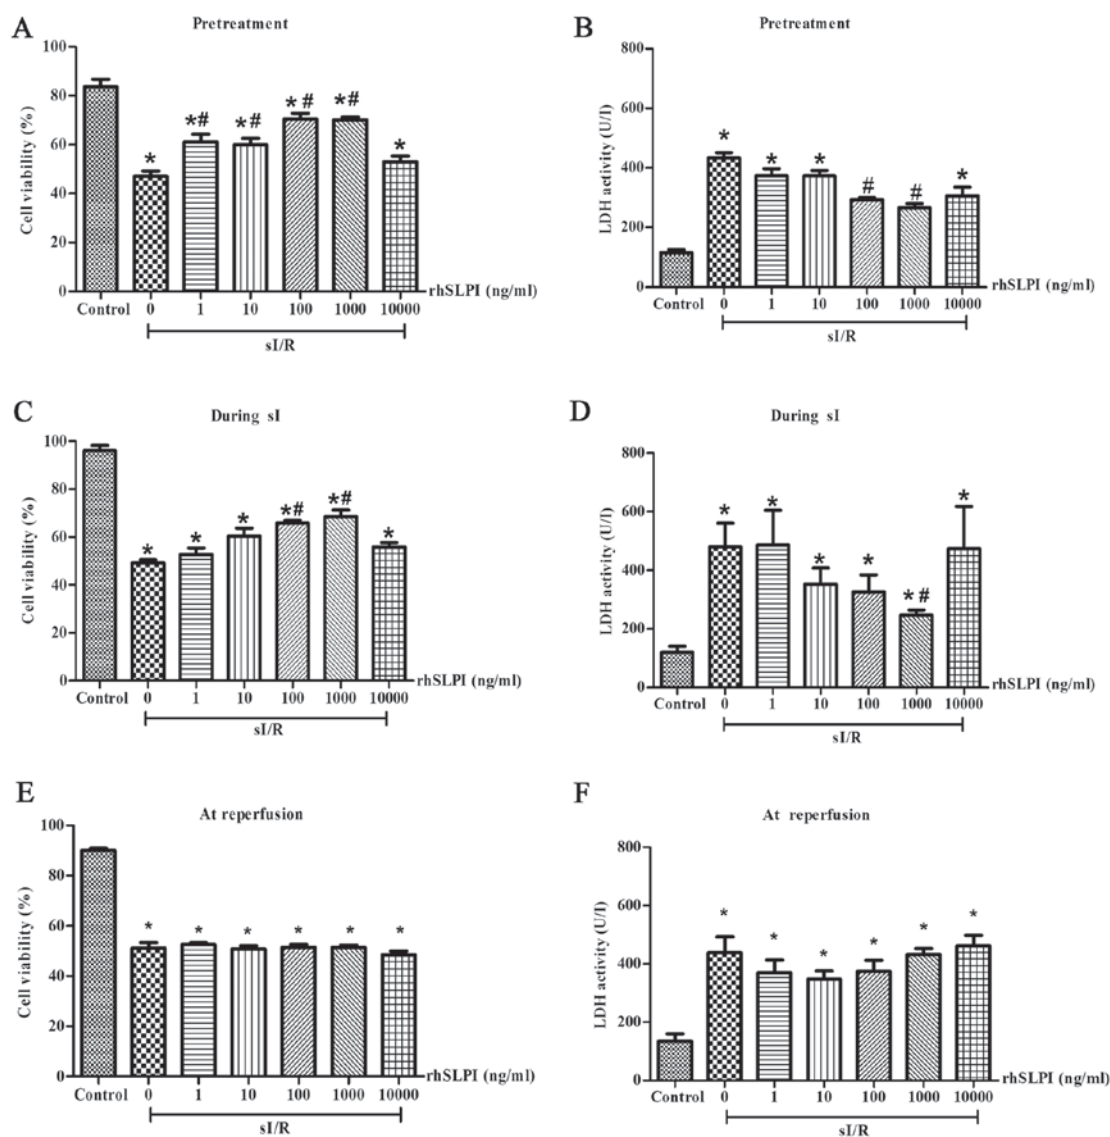 A
Pretreatment
Cell viability (%)
100
80
60
40
20
0
* *# *# *# *# *
Control 0 1 10 100 1000 10000 rhSLPI (ng/ml)
sI/R
B
Pretreatment
LDH activity (U/l)
800
600
400
200
0
* * * # # *
Control 0 1 10 100 1000 10000 rhSLPI (ng/ml)
sI/R
C
During sI
Cell viability (%)
100
80
60
40
20
0
* * * *# *# *
Control 0 1 10 100 1000 10000 rhSLPI (ng/ml)
sI/R
D
During sI
LDH activity (U/l)
800
600
400
200
0
* * * * *# *
Control 0 1 10 100 1000 10000 rhSLPI (ng/ml)
sI/R
E
At reperfusion
Cell viability (%)
100
80
60
40
20
0
* * * * * *
Control 0 1 10 100 1000 10000 rhSLPI (ng/ml)
sI/R
F
At reperfusion
LDH activity (U/l)
800
600
400
200
0
* * * * * *
Control 0 1 10 100 1000 10000 rhSLPI (ng/ml)
sI/R